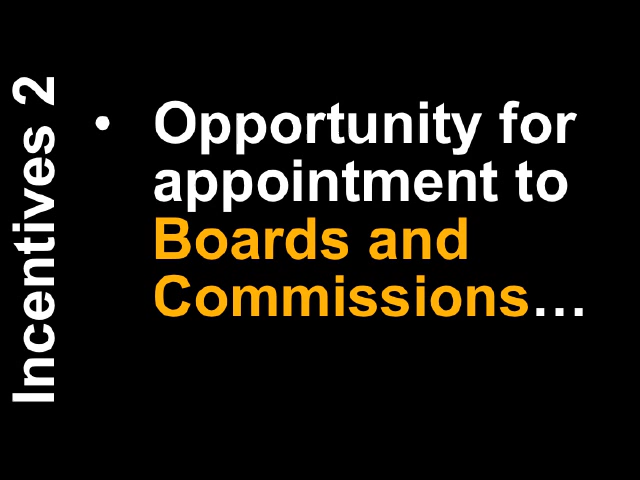 Incentives 2
• Opportunity for
appointment to
Boards and
Commissions…